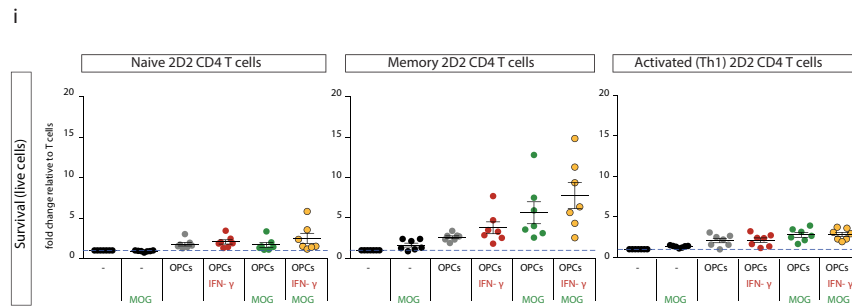 i
Naive 2D2 CD4 T cells
Memory 2D2 CD4 T cells
Activated (Th1) 2D2 CD4 T cells
Survival (live cells)
fold change relative to T cells
20
15
10
5
0
20
15
10
5
0
20
15
10
5
0
- - OPCs OPCs OPCs OPCs
IFN- γ IFN- γ
MOG MOG MOG
- - OPCs OPCs OPCs OPCs
IFN- γ IFN- γ
MOG MOG MOG
- - OPCs OPCs OPCs OPCs
IFN- γ IFN- γ
MOG MOG MOG